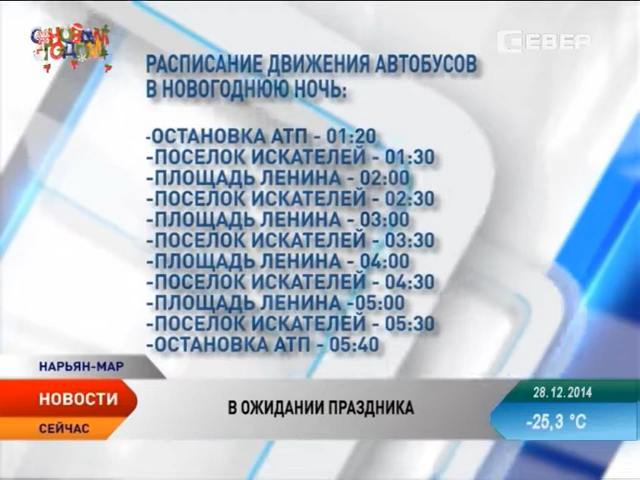 С НОВЫМ
ГОДОМ
СЕВЕР
РАСПИСАНИЕ ДВИЖЕНИЯ АВТОБУСОВ
В НОВОГОДНЮЮ НОЧЬ:
-ОСТАНОВКА АТП - 01:20
-ПОСЕЛОК ИСКАТЕЛЕЙ - 01:30
-ПЛОЩАДЬ ЛЕНИНА - 02:00
-ПОСЕЛОК ИСКАТЕЛЕЙ - 02:30
-ПЛОЩАДЬ ЛЕНИНА - 03:00
-ПОСЕЛОК ИСКАТЕЛЕЙ - 03:30
-ПЛОЩАДЬ ЛЕНИНА - 04:00
-ПОСЕЛОК ИСКАТЕЛЕЙ - 04:30
-ПЛОЩАДЬ ЛЕНИНА -05:00
-ПОСЕЛОК ИСКАТЕЛЕЙ - 05:30
-ОСТАНОВКА АТП - 05:40
НАРЬЯН-МАР
НОВОСТИ
СЕЙЧАС
В ОЖИДАНИИ ПРАЗДНИКА
28.12.2014
-25,3 °C